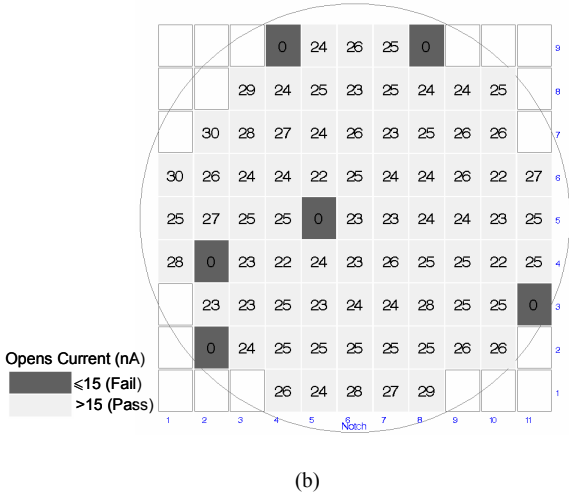 0 24 26 25 0 9
29 24 25 23 25 24 24 25 8
30 28 27 24 26 23 25 26 26 7
30 26 24 24 22 25 24 24 26 22 27 6
25 27 25 25 0 23 23 24 24 23 25 5
28 0 23 22 24 23 26 25 25 22 25 4
23 23 25 23 24 24 28 25 25 0 3
0 24 25 25 25 25 25 26 26 2
26 24 28 27 29 1
1 2 3 4 5 6 7 8 9 10 11
Notch
Opens Current (nA)
⩽15 (Fail)
>15 (Pass)
(b)